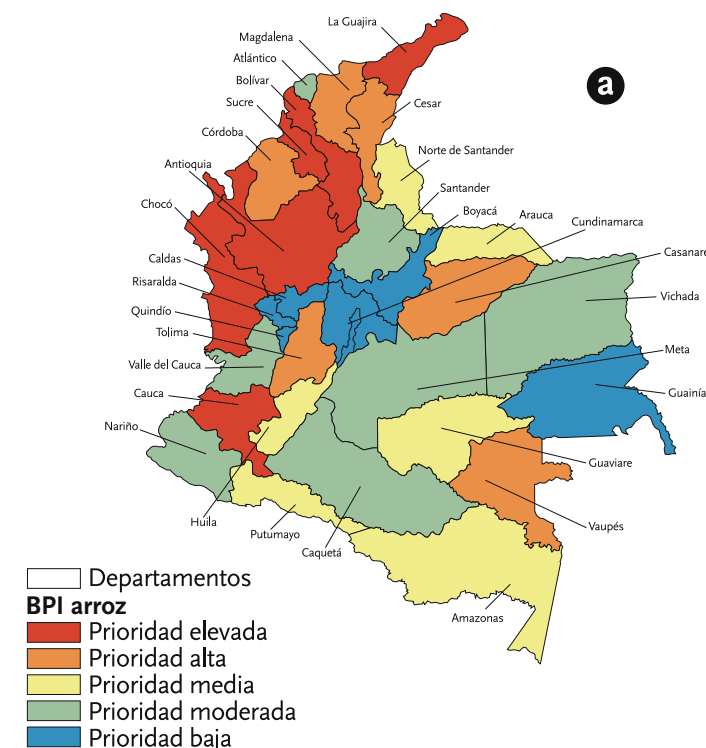 La Guajira
Magdalena
Atlántico
Bolívar
Sucre
Córdoba
Antioquia
Chocó
Caldas
Risaralda
Quindío
Tolima
Valle del Cauca
Cauca
Nariño
Huila
Putumayo
Caquetá
a
Cesar
Norte de Santander
Santander
Boyacá
Arauca
Cundinamarca
Casanare
Vichada
Meta
Guainía
Guaviare
Vaupés
Amazonas
Departamentos
BPI arroz
Prioridad elevada
Prioridad alta
Prioridad media
Prioridad moderada
Prioridad baja